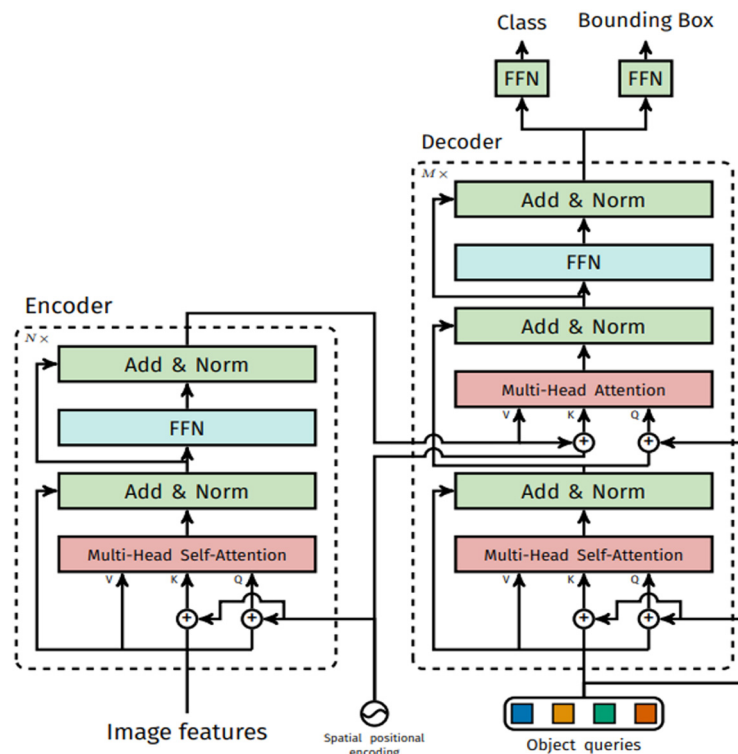 Class
Bounding Box
FFN
FFN
Decoder
M×
Add & Norm
FFN
Add & Norm
Multi-Head Attention
V
K
Q
Add & Norm
Multi-Head Self-Attention
V
K
Q
Encoder
N×
Add & Norm
FFN
Add & Norm
Multi-Head Self-Attention
V
K
Q
Image features
Spatial positional
encoding
Object queries